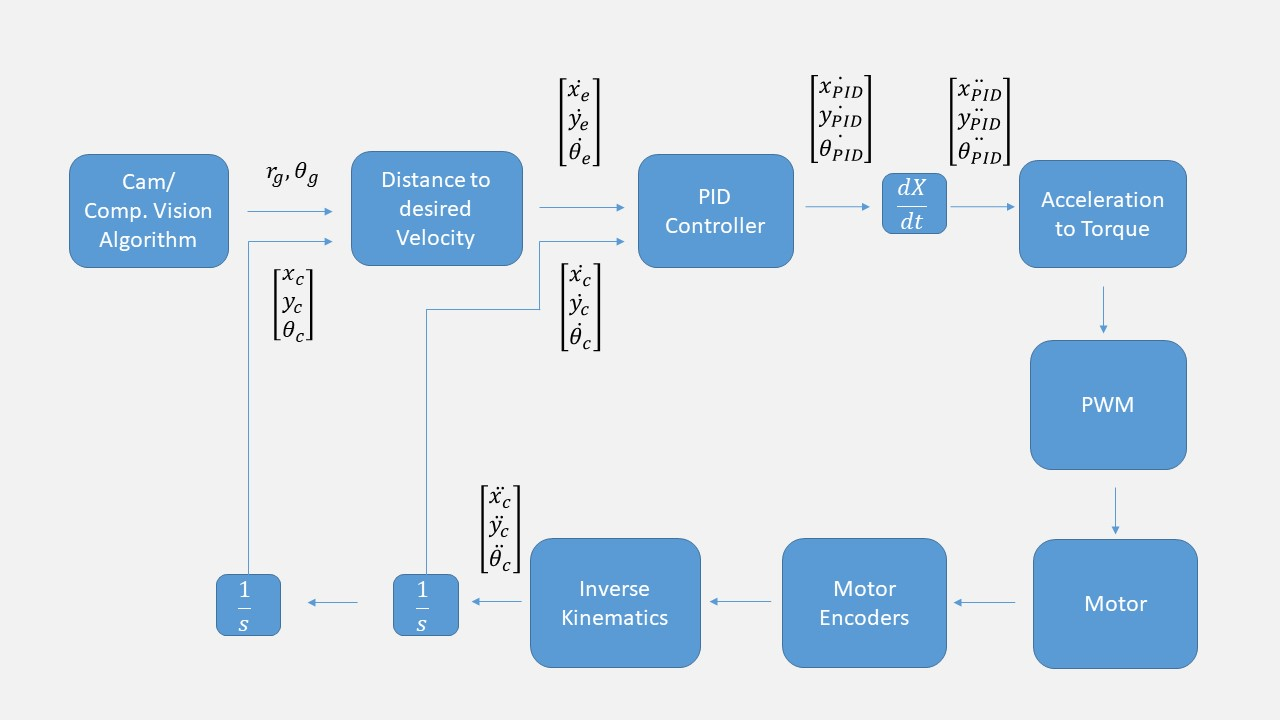 Cam/
Comp. Vision
Algorithm
r_g, θ_g
[x_c
y_c
θ_c]
Distance to
desired
Velocity
[ẋ_e
ẏ_e
θ̇_e]
[ẋ_c
ẏ_c
θ̇_c]
PID
Controller
[ẋ_PID
ẏ_PID
θ̇_PID]
dX
dt
[ẍ_PID
ÿ_PID
θ̈_PID]
Acceleration
to Torque
PWM
Motor
Motor
Encoders
Inverse
Kinematics
[ẍ_c
ÿ_c
θ̈_c]
1
s
1
s